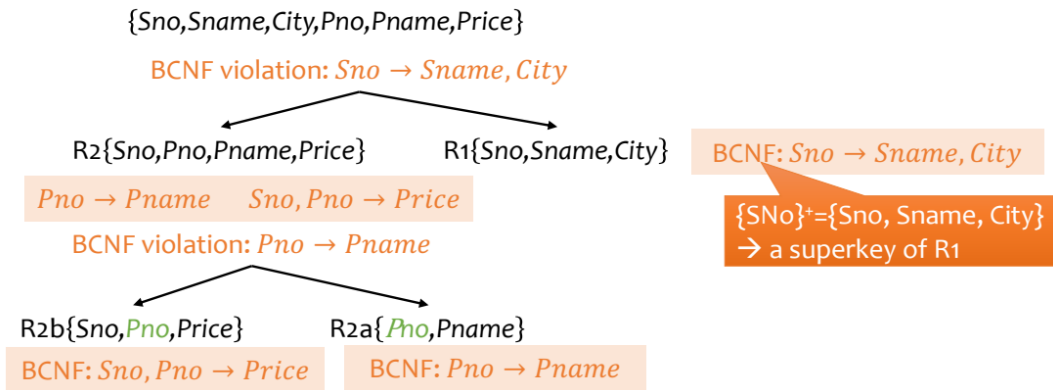 {Sno,Sname,City,Pno,Pname,Price}
BCNF violation: Sno → Sname, City
R2{Sno,Pno,Pname,Price}
R1{Sno,Sname,City}
BCNF: Sno → Sname, City
Pno → Pname Sno, Pno → Price
{SNo}⁺={Sno, Sname, City}
→ a superkey of R1
BCNF violation: Pno → Pname
R2b{Sno,Pno,Price}
R2a{Pno,Pname}
BCNF: Sno, Pno → Price
BCNF: Pno → Pname